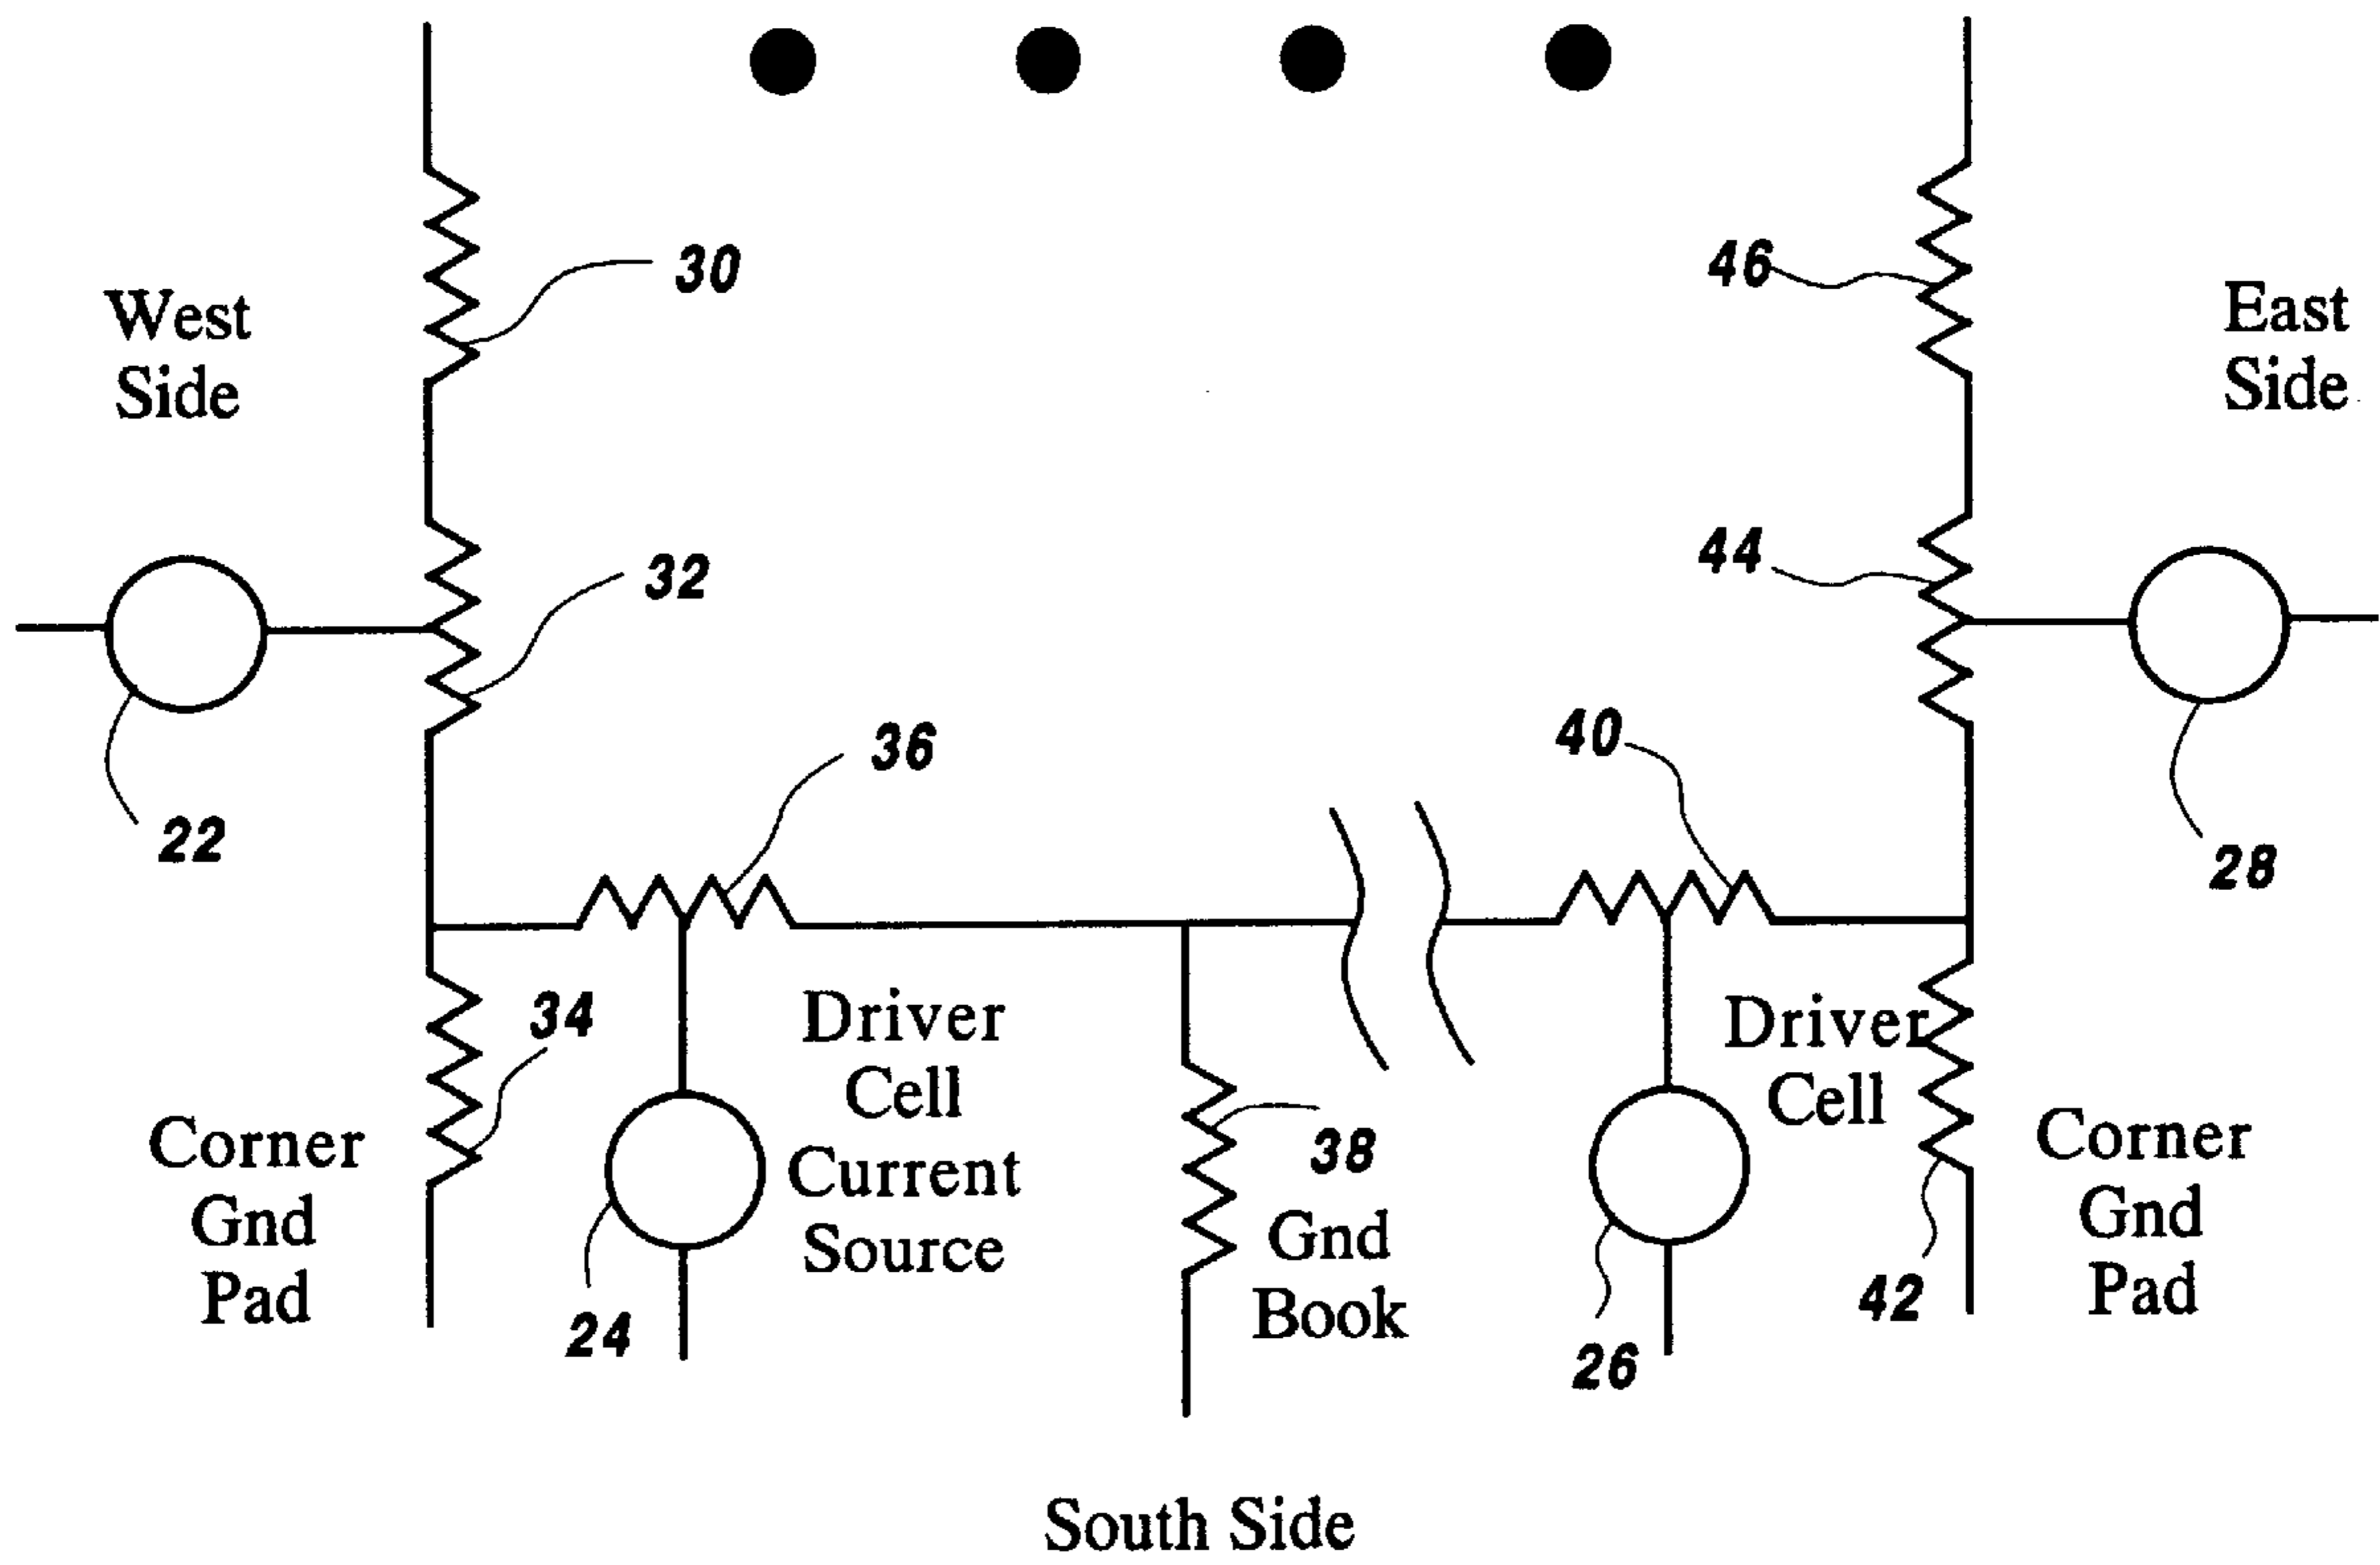 30
46
West
Side
East
Side
32
44
36
40
22
28
34
Driver
Cell
Current
Source
Driver
Cell
Corner
Gnd
Pad
38
Gnd
Book
Corner
Gnd
Pad
24
26
42
South Side